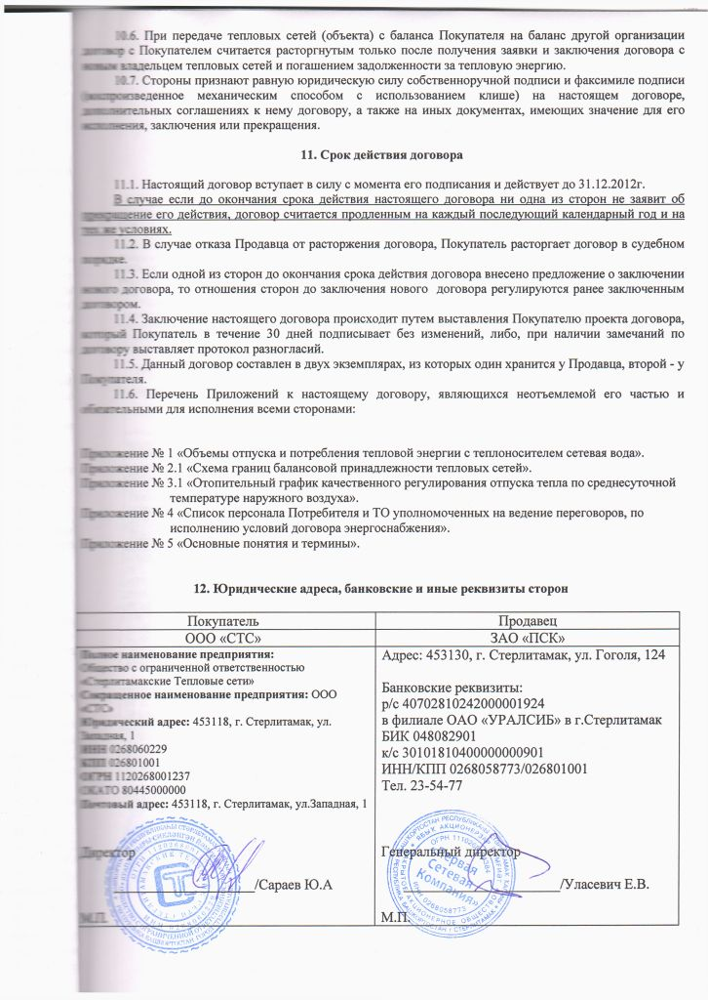 10.6. При передаче тепловых сетей (объекта) с баланса Покупателя на баланс другой организации
договор с Покупателем считается расторгнутым только после получения заявки и заключения договора с
новым владельцем тепловых сетей и погашением задолженности за тепловую энергию.
10.7. Стороны признают равную юридическую силу собственноручной подписи и факсимиле подписи
(воспроизведенное механическим способом с использованием клише) на настоящем договоре,
дополнительных соглашениях к нему договору, а также на иных документах, имеющих значение для его
исполнения, заключения или прекращения.
11. Срок действия договора
11.1. Настоящий договор вступает в силу с момента его подписания и действует до 31.12.2012г.
В случае если до окончания срока действия настоящего договора ни одна из сторон не заявит об
прекращение его действия, договор считается продленным на каждый последующий календарный год и на
тех же условиях.
11.2. В случае отказа Продавца от расторжения договора, Покупатель расторгает договор в судебном
порядке.
11.3. Если одной из сторон до окончания срока действия договора внесено предложение о заключении
нового договора, то отношения сторон до заключения нового договора регулируются ранее заключенным
договором.
11.4. Заключение настоящего договора происходит путем выставления Покупателю проекта договора,
который Покупатель в течение 30 дней подписывает без изменений, либо, при наличии замечаний по
договору выставляет протокол разногласий.
11.5. Данный договор составлен в двух экземплярах, из которых один хранится у Продавца, второй - у
Покупателя.
11.6. Перечень Приложений к настоящему договору, являющихся неотъемлемой его частью и
обязательными для исполнения всеми сторонами:
Приложение № 1 «Объемы отпуска и потребления тепловой энергии с теплоносителем сетевая вода».
Приложение № 2.1 «Схема границ балансовой принадлежности тепловых сетей».
Приложение № 3.1 «Отопительный график качественного регулирования отпуска тепла по среднесуточной
температуре наружного воздуха».
Приложение № 4 «Список персонала Потребителя и ТО уполномоченных на ведение переговоров, по
исполнению условий договора энергоснабжения».
Приложение № 5 «Основные понятия и термины».
12. Юридические адреса, банковские и иные реквизиты сторон
Покупатель
ООО «СТС»
Полное наименование предприятия:
Общество с ограниченной ответственностью
«Стерлитамакские Тепловые сети»
Сокращенное наименование предприятия: ООО
«СТС»
Юридический адрес: 453118, г. Стерлитамак, ул.
Западная, 1
ИНН 0268060229
КПП 026801001
ОГРН 1120268001237
ОКАТО 80445000000
Почтовый адрес: 453118, г. Стерлитамак, ул.Западная, 1
Директор
/Сараев Ю.А
М.П.
Продавец
ЗАО «ПСК»
Адрес: 453130, г. Стерлитамак, ул. Гоголя, 124
Банковские реквизиты:
р/с 40702810242000001924
в филиале ОАО «УРАЛСИБ» в г.Стерлитамак
БИК 048082901
к/с 30101810400000000901
ИНН/КПП 0268058773/026801001
Тел. 23-54-77
Генеральный директор
/Уласевич Е.В.
М.П.
«Первая
Сетевая
Компания»
ИНН 0268058773